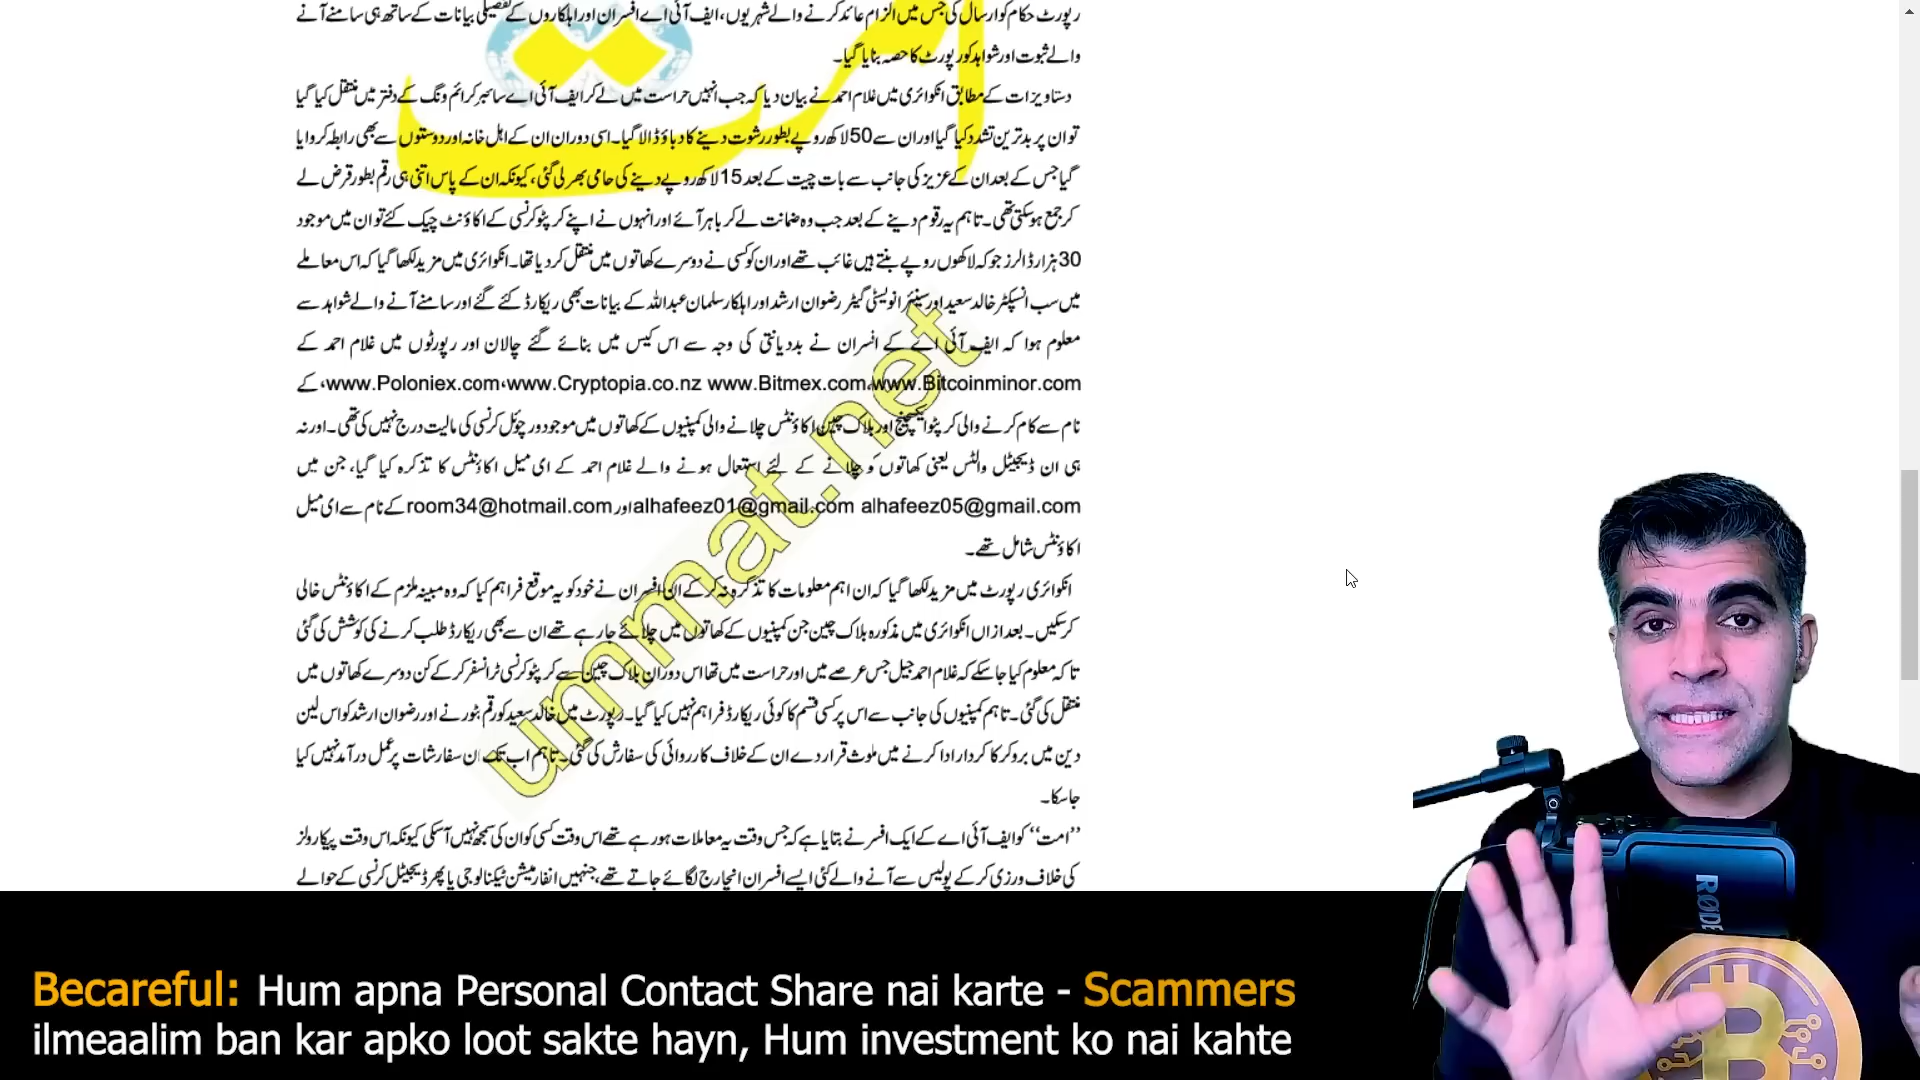 رپورٹ حکام کو ارسال کی جس میں الزام عائد کرنے والے شہریوں، ایف آئی اے افسران اور اہلکاروں کے تفصیلی بیانات کے ساتھ ہی سامنے آنے
والے ثبوت اور شواہد کو رپورٹ کا حصہ بنایا گیا۔
دستاویزات کے مطابق انکوائری میں غلام احمد نے بیان دیا کہ جب انہیں حراست میں لے کر ایف آئی اے سائبر کرائم ونگ کے دفتر میں منتقل کیا گیا
تو ان پر بدترین تشدد کیا گیا اور ان سے 50 لاکھ روپے بطور رشوت دینے کا دباؤ ڈالا گیا۔ اسی دوران ان کے اہل خانہ اور دوستوں سے بھی رابطہ کروایا
گیا جس کے بعد ان کے عزیز کی جانب سے بات چیت کے بعد 15 لاکھ روپے دینے کی حامی بھر لی گئی، کیونکہ ان کے پاس اتنی ہی رقم بطور قرض لے
کر جمع ہوسکتی تھی۔ تاہم یہ رقوم دینے کے بعد جب وہ ضمانت لے کر باہر آئے اور انہوں نے اپنے کرپٹو کرنسی کے اکاؤنٹ چیک کئے تو ان میں موجود
30 ہزار ڈالرز جو کہ لاکھوں روپے بنتے ہیں غائب تھے اور ان کو کسی نے دوسرے کھاتوں میں منتقل کر دیا تھا۔ انکوائری میں مزید لکھا گیا کہ اس معاملے
میں سب انسپکٹر خالد سعید اور سینئر انویسٹی گیٹر رضوان ارشد اور اہلکار سلمان عبداللہ کے بیانات بھی ریکارڈ کئے گئے اور سامنے آنے والے شواہد سے
معلوم ہوا کہ ایف آئی اے کے افسران نے بددیانتی کی وجہ سے اس کیس میں بنائے گئے چالان اور رپورٹوں میں غلام احمد کے
www.Bitcoinminor.com، www.Bitmex.com www.Cryptopia.co.nz، www.Poloniex.com، کے
نام سے کام کرنے والی کرپٹو ایکسچینج اور بلاک چین اکاؤنٹس چلانے والی کمپنیوں کے کھاتوں میں موجود ورچوئل کرنسی کی مالیت درج نہیں کی تھی۔ اور نہ
ہی ان ڈیجیٹل والٹس یعنی کھاتوں کو چلانے کے لئے استعمال ہونے والے غلام احمد کے ای میل اکاؤنٹس کا تذکرہ کیا گیا، جن میں
alhafeez05@gmail.com alhafeez01@gmail.com اور room34@hotmail.com کے نام سے ای میل
اکاؤنٹس شامل تھے۔
انکوائری رپورٹ میں مزید لکھا گیا کہ ان اہم معلومات کا تذکرہ نہ کرکے ان افسران نے خود کو یہ موقع فراہم کیا کہ وہ مبینہ ملزم کے اکاؤنٹس خالی
کرسکیں۔ بعد ازاں انکوائری میں مذکورہ بلاک چین جن کمپنیوں کے کھاتوں میں چلائے جا رہے تھے ان سے بھی ریکارڈ طلب کرنے کی کوشش کی گئی
تاکہ معلوم کیا جاسکے کہ غلام احمد جیل جس عرصے میں اور حراست میں تھا اس دوران بلاک چین سے کرپٹو کرنسی ٹرانسفر کرکے کن دوسرے کھاتوں میں
منتقل کی گئی۔ تاہم کمپنیوں کی جانب سے اس پر کسی قسم کا کوئی ریکارڈ فراہم نہیں کیا گیا۔ رپورٹ میں خالد سعید کو رقم بٹورنے اور رضوان ارشد کو اس لین
دین میں بروکر کا کردار ادا کرنے میں ملوث قرار دے ان کے خلاف کارروائی کی سفارش کی گئی۔ تاہم اب تک ان سفارشات پر عمل درآمد نہیں کیا
جاسکا۔
”امت“ کو ایف آئی اے کے ایک افسر نے بتایا ہے کہ جس وقت یہ معاملات ہو رہے تھے اس وقت کسی کو ان کی سمجھ نہیں آسکی کیونکہ اس وقت پیکا رولز
کی خلاف ورزی کرکے پولیس سے آنے والے کئی ایسے افسران انچارج لگائے جاتے تھے، جنہیں انفارمیشن ٹیکنالوجی یا پھر ڈیجیٹل کرنسی کے حوالے
امت
ummat.net
RØDE
Becareful: Hum apna Personal Contact Share nai karte - Scammers
ilmeaalim ban kar apko loot sakte hayn, Hum investment ko nai kahte